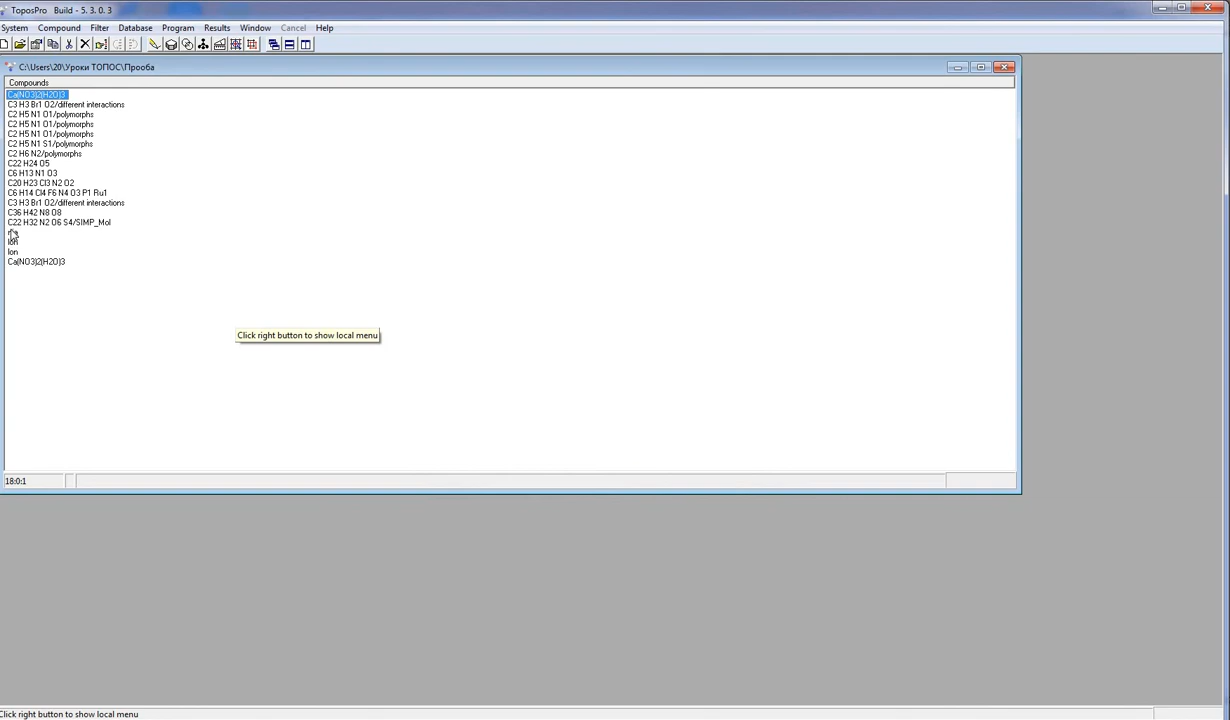 ToposPro Build - 5. 3. 0. 3
System Compound Filter Database Program Results Window Cancel Help
C:\Users\20\Уроки ТОПОС\Прооба
Compounds
Ca(NO3)2(H2O)3
C3 H3 Br1 O2/different interactions
C2 H5 N1 O1/polymorphs
C2 H5 N1 O1/polymorphs
C2 H5 N1 O1/polymorphs
C2 H5 N1 S1/polymorphs
C2 H6 N2/polymorphs
C22 H24 O5
C6 H13 N1 O3
C20 H23 Cl3 N2 O2
C6 H14 Cl4 F6 N4 O3 P1 Ru1
C3 H3 Br1 O2/different interactions
C36 H42 N8 O8
C22 H32 N2 O6 S4/SIMP_Mol
Ion
Ion
Ca(NO3)2(H2O)3
Click right button to show local menu
18:0:1
Click right button to show local menu